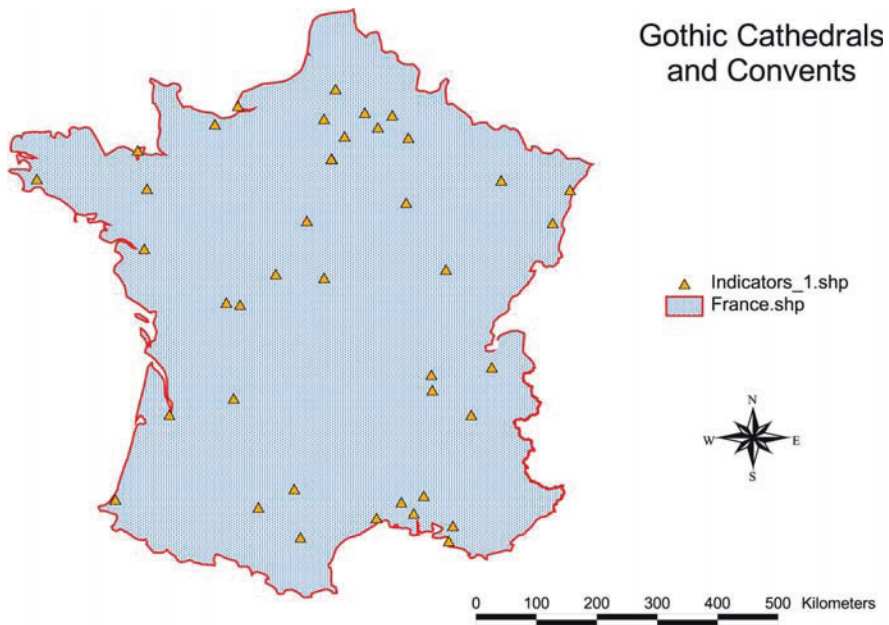 Gothic Cathedrals
and Convents
Indicators_1.shp
France.shp
N
W E
S
0 100 200 300 400 500 Kilometers